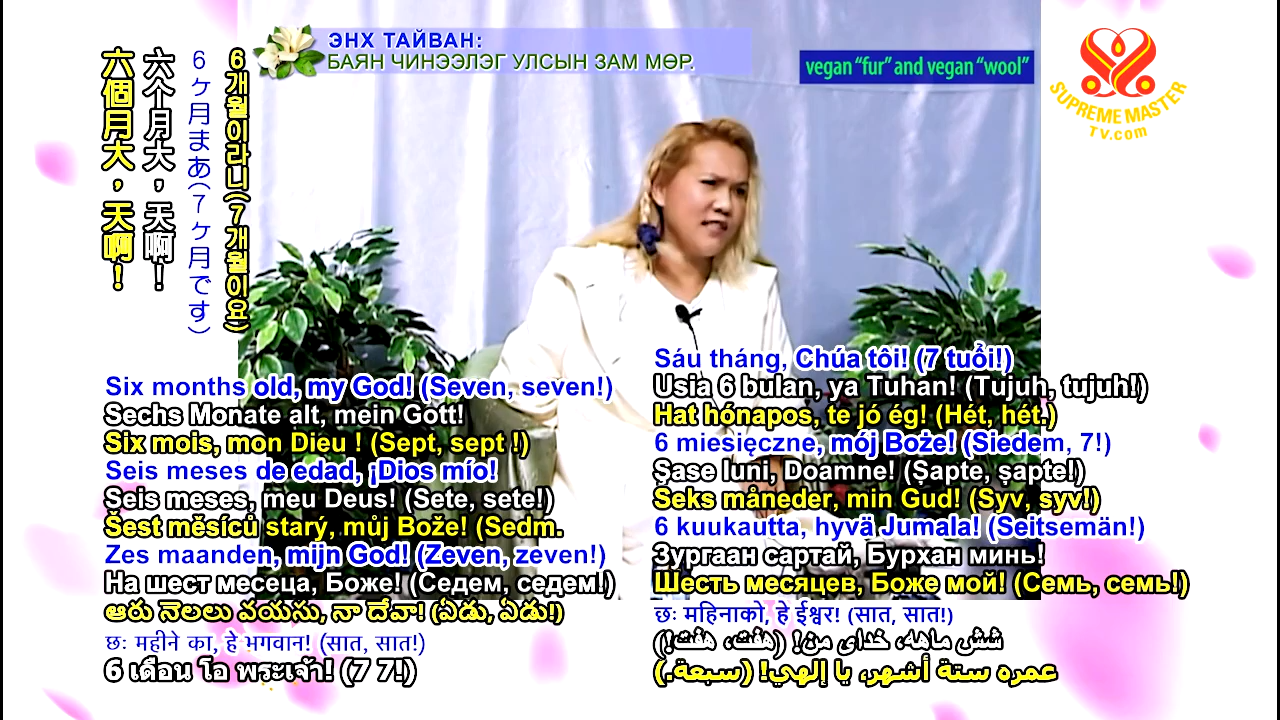 六個月大，天啊！
六个月大，天啊！
6ヶ月まあ(7ヶ月です)
6개월이라니(7개월이요)
ЭНХ ТАЙВАН:
БАЯН ЧИНЭЭЛЭГ УЛСЫН ЗАМ МӨР.
vegan “fur” and vegan “wool”
SUPREME MASTER
Tv.com
Six months old, my God! (Seven, seven!)
Sechs Monate alt, mein Gott!
Six mois, mon Dieu ! (Sept, sept !)
Seis meses de edad, ¡Dios mío!
Seis meses, meu Deus! (Sete, sete!)
Šest měsíců starý, můj Bože! (Sedm.
Zes maanden, mijn God! (Zeven, zeven!)
На шест месеца, Боже! (Седем, седем!)
ఆరు నెలలు వయసు, నా దేవా! (ఏడు, ఏడు!)
छः महीने का, हे भगवान! (सात, सात!)
6 เดือน โอ พระเจ้า! (7 7!)
Sáu tháng, Chúa tôi! (7 tuổi!)
Usia 6 bulan, ya Tuhan! (Tujuh, tujuh!)
Hat hónapos, te jó ég! (Hét, hét.)
6 miesięczne, mój Boże! (Siedem, 7!)
Șase luni, Doamne! (Șapte, șapte!)
Seks måneder, min Gud! (Syv, syv!)
6 kuukautta, hyvä Jumala! (Seitsemän!)
Зургаан сартай, Бурхан минь!
Шесть месяцев, Боже мой! (Семь, семь!)
छः महिनाको, हे ईश्वर! (सात, सात!)
شش ماهه، خدای من! (هفت، هفت!)
عمره ستة أشهر، يا إلهي! (سبعة.)